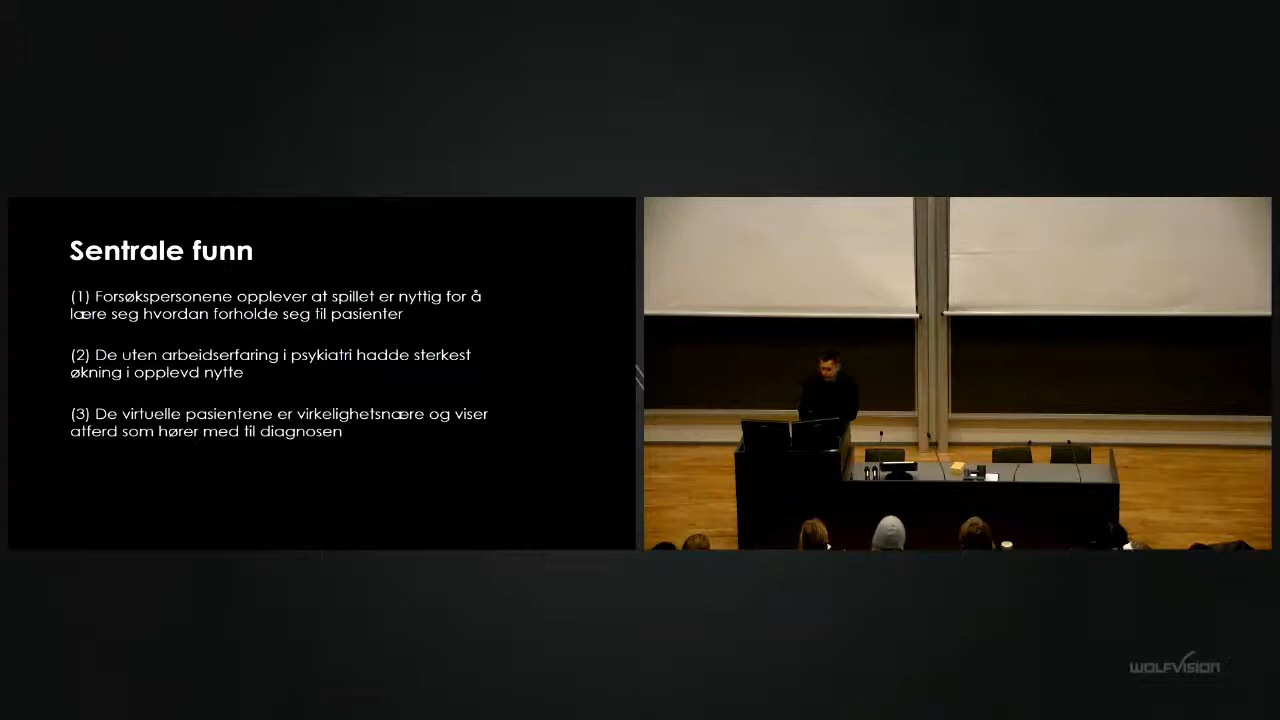 Sentrale funn
(1) Forsøkspersonene opplever at spillet er nyttig for å
lære seg hvordan forholde seg til pasienter
(2) De uten arbeidserfaring i psykiatri hadde sterkest
økning i opplevd nytte
(3) De virtuelle pasientene er virkelighetsnære og viser
atferd som hører med til diagnosen
WOLFVISION